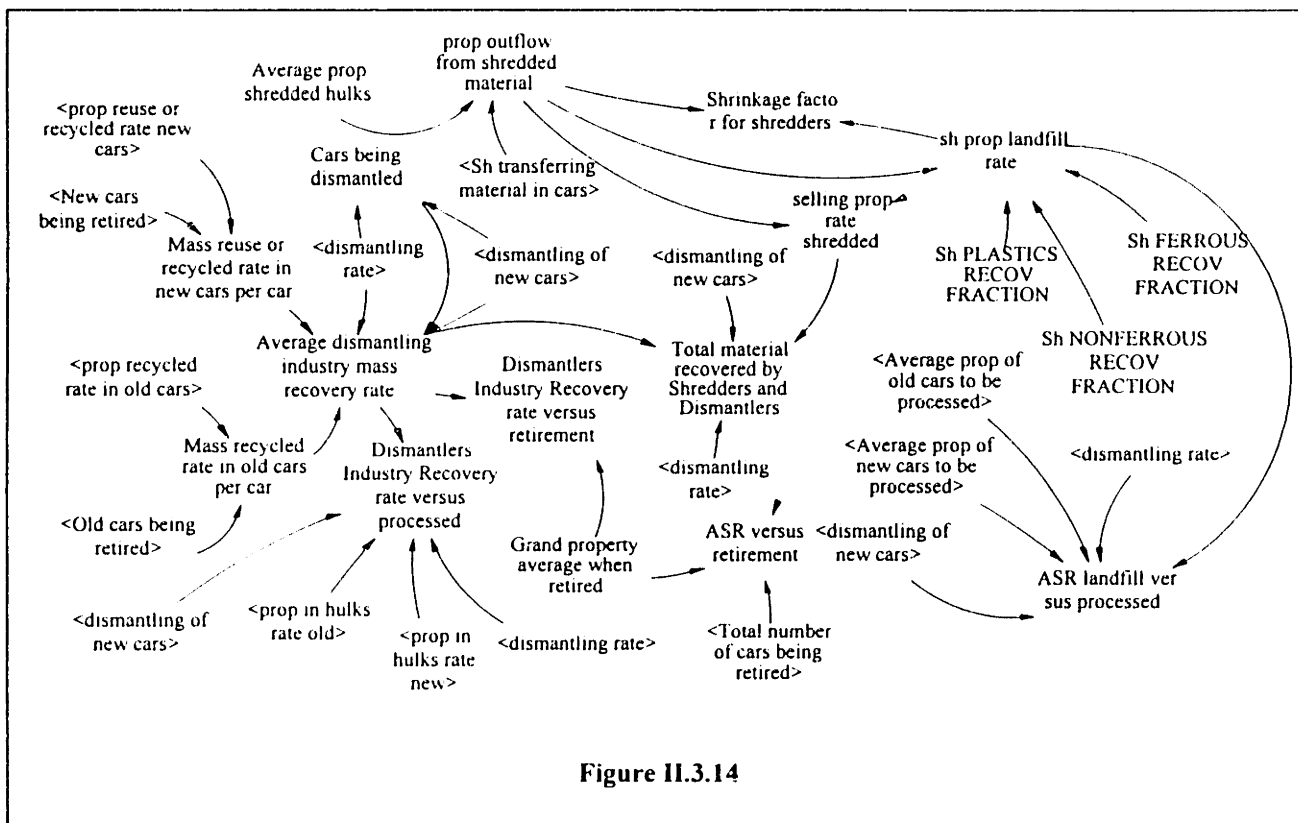 prop outflow
from shredded
material
Average prop
shredded hulks
<prop reuse or
recycled rate new
cars>
Shrinkage facto
r for shredders
sh prop landfill
rate
Cars being
dismantled
<Sh transferring
material in cars>
<New cars
being retired>
selling prop
rate
shredded
Mass reuse or
recycled rate in
new cars per car
<dismantling
rate>
<dismantling of
new cars>
<dismantling of
new cars>
Sh PLASTICS
RECOV
FRACTION
Sh FERROUS
RECOV
FRACTION
Average dismantling
industry mass
recovery rate
Total material
recovered by
Shredders and
Dismantlers
Sh NONFERROUS
RECOV
FRACTION
<prop recycled
rate in old cars>
Dismantlers
Industry Recovery
rate versus
retirement
<Average prop of
old cars to be
processed>
Mass recycled
rate in old cars
per car
Dismantlers
Industry Recovery
rate versus
processed
<dismantling
rate>
<Average prop of
new cars to be
processed>
<dismantling rate>
<Old cars being
retired>
Grand property
average when
retired
ASR versus
retirement
<dismantling of
new cars>
ASR landfill ver
sus processed
<dismantling of
new cars>
<prop in hulks
rate old>
<prop in
hulks rate
new>
<dismantling rate>
<Total number
of cars being
retired>
Figure II.3.14